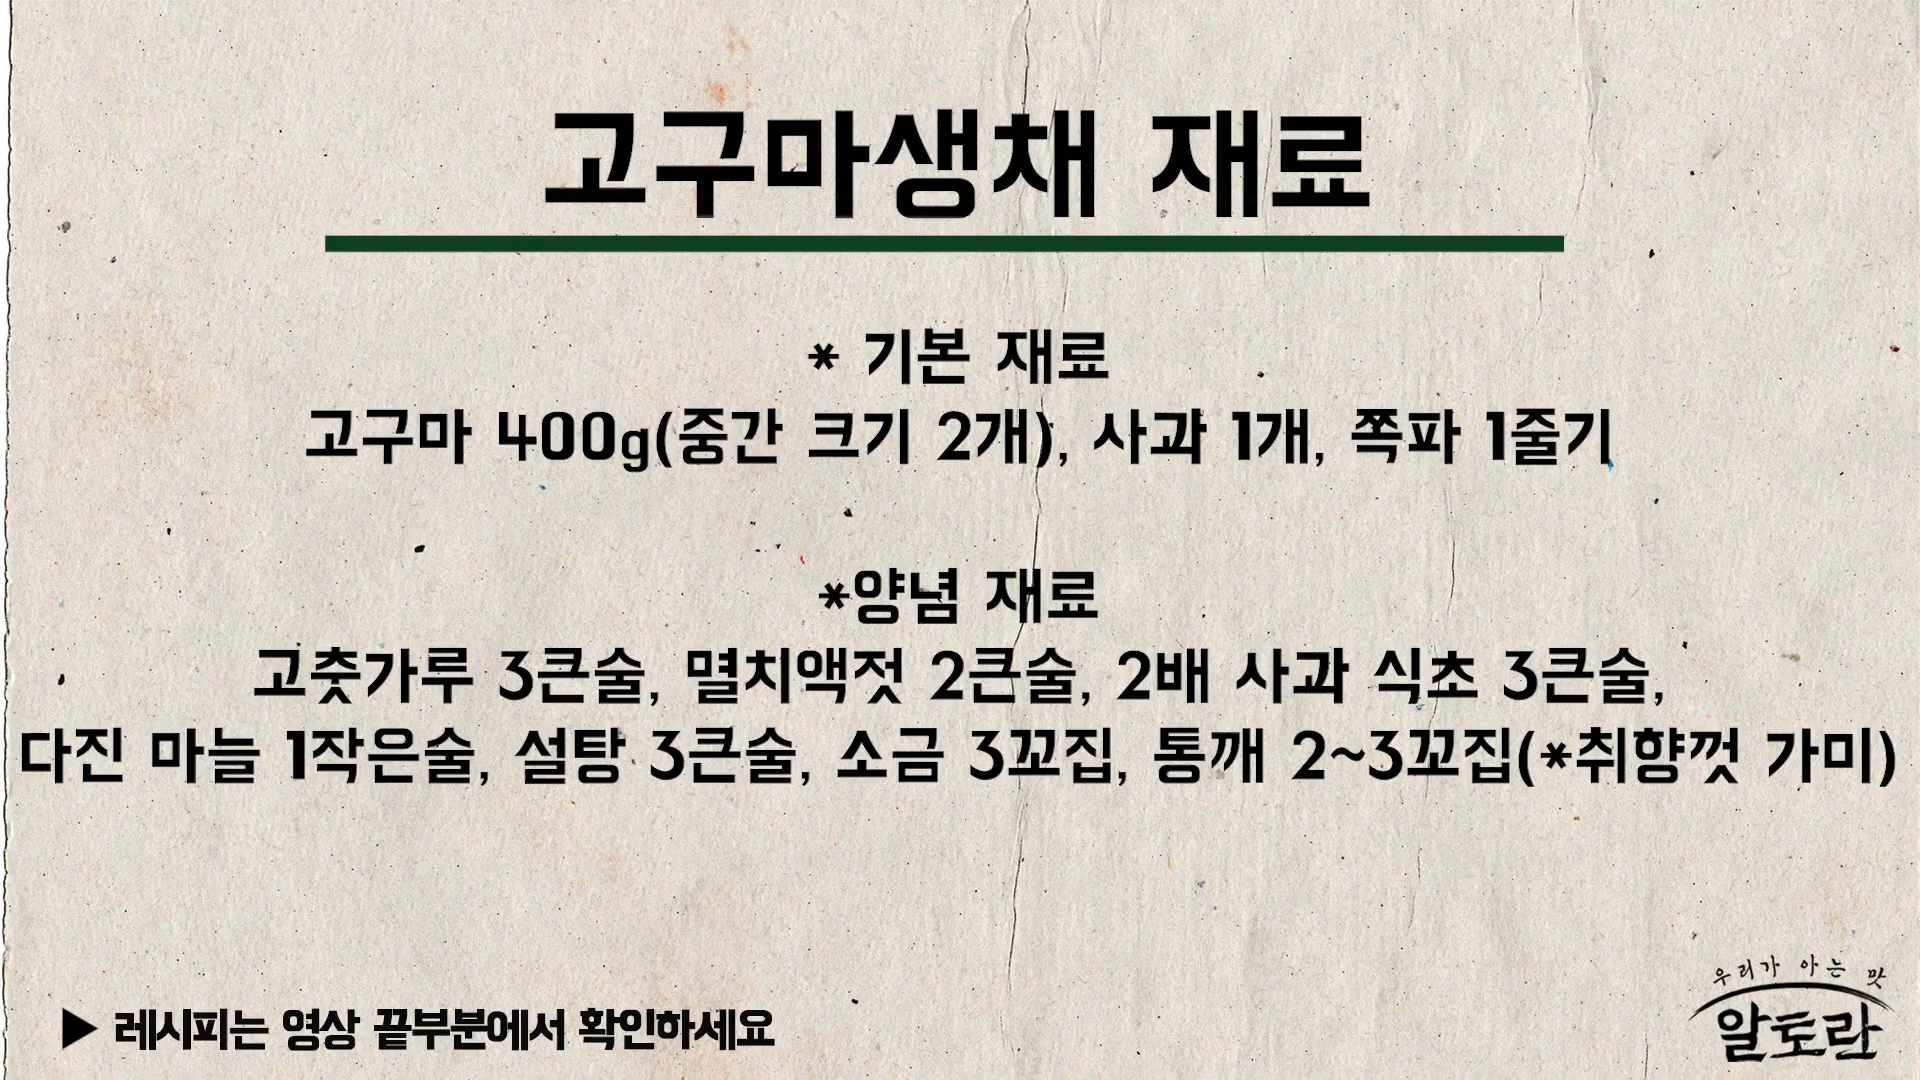 고구마생채 재료
* 기본 재료
고구마 400g(중간 크기 2개), 사과 1개, 쪽파 1줄기
*양념 재료
고춧가루 3큰술, 멸치액젓 2큰술, 2배 사과 식초 3큰술,
다진 마늘 1작은술, 설탕 3큰술, 소금 3꼬집, 통깨 2~3꼬집(*취향껏 가미)
▶ 레시피는 영상 끝부분에서 확인하세요
우리가 아는 맛
알토란